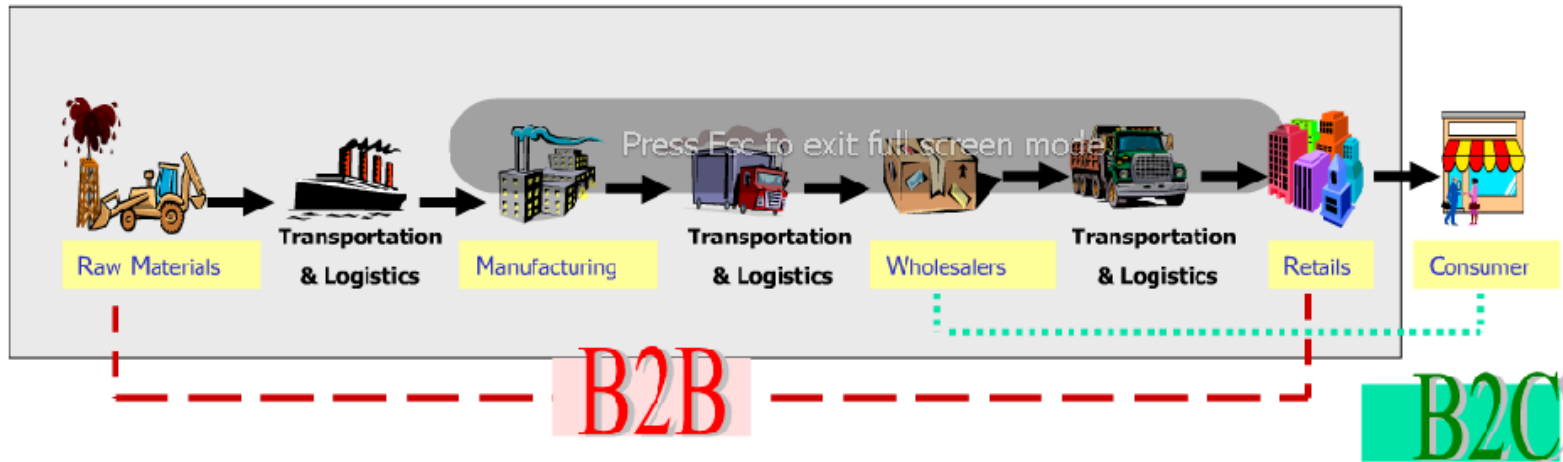 Press Esc to exit full screen mode.
Transportation
& Logistics
Transportation
& Logistics
Transportation
& Logistics
Raw Materials
Manufacturing
Wholesalers
Retails
Consumer
B2B
B2C